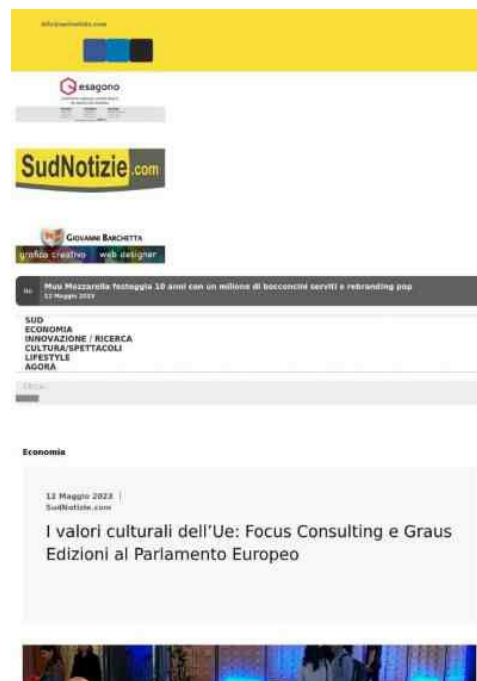 esagono
SudNotizie.com
GIOVANNI BARCHETTA
grafico creativo web designer
Muu Mozzarella festeggia 10 anni con un milione di bocconcini serviti e rebranding pop
12 Maggio 2023
SUD
ECONOMIA
INNOVAZIONE / RICERCA
CULTURA/SPETTACOLI
LIFESTYLE
AGORÀ
Economia
12 Maggio 2023 |
SudNotizie.com
I valori culturali dell'Ue: Focus Consulting e Graus
Edizioni al Parlamento Europeo